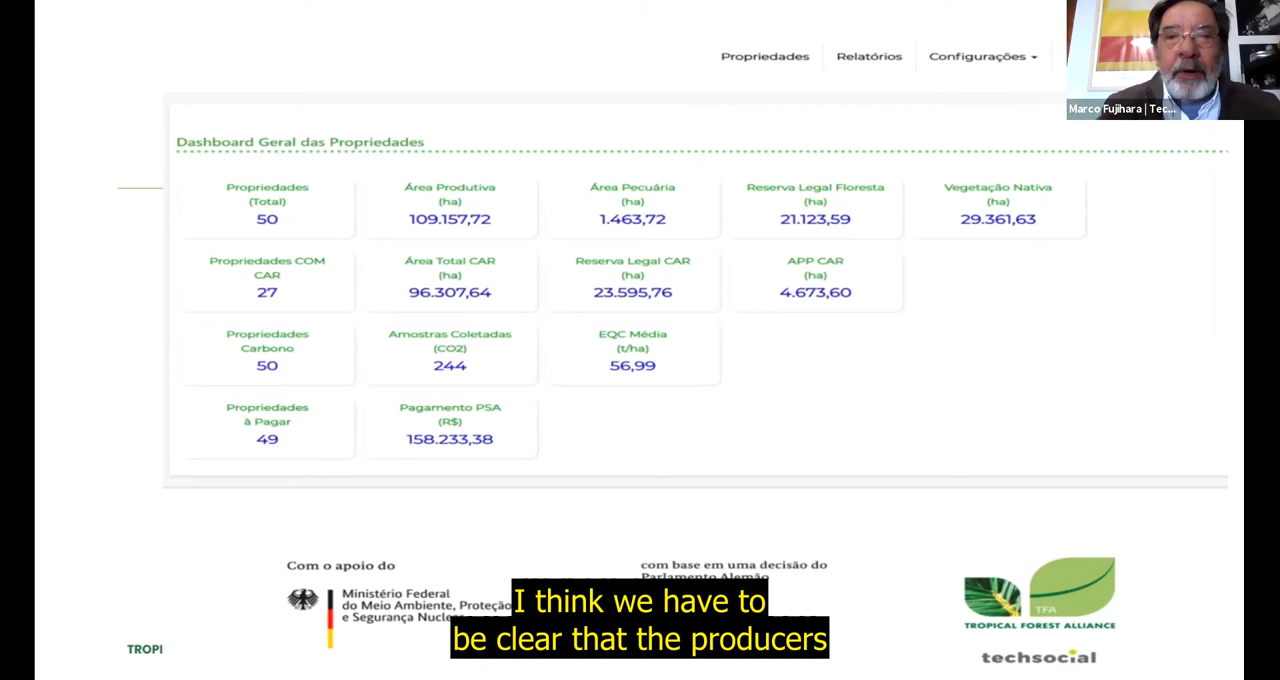 Propriedades Relatórios Configurações
Marco Fujihara | Tec...
Dashboard Geral das Propriedades
Propriedades
(Total)
50
Área Produtiva
(ha)
109.157,72
Área Pecuária
(ha)
1.463,72
Reserva Legal Floresta
(ha)
21.123,59
Vegetação Nativa
(ha)
29.361,63
Propriedades COM
CAR
27
Área Total CAR
(ha)
96.307,64
Reserva Legal CAR
(ha)
23.595,76
APP CAR
(ha)
4.673,60
Propriedades
Carbono
50
Amostras Coletadas
(CO2)
244
EQC Média
(t/ha)
56,99
Propriedades
à Pagar
49
Pagamento PSA
(R$)
158.233,38
Com o apoio do
Ministério Federal
do Meio Ambiente, Proteção
e Segurança Nucle
com base em uma decisão do
Parlamento Alemão
TFA
TROPICAL FOREST ALLIANCE
techsocial
TROPI
I think we have to
be clear that the producers